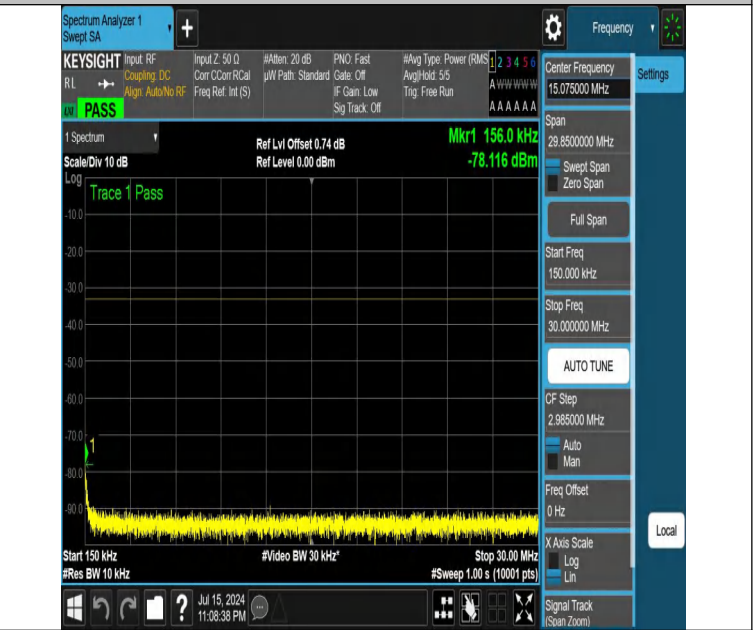 Spectrum Analyzer 1
Swept SA
+
Frequency
KEYSIGHT
RL
PASS
Input: RF
Coupling: DC
Align: Auto/No RF
Input Z: 50 Ω
Corr CCorr RCal
Freq Ref: Int (S)
#Atten: 20 dB
µW Path: Standard
PNO: Fast
Gate: Off
IF Gain: Low
Sig Track: Off
#Avg Type: Power (RMS
Avg|Hold: 5/5
Trig: Free Run
1 2 3 4 5 6
A W W W W W
A A A A A A
1 Spectrum
Scale/Div 10 dB
Ref Lvl Offset 0.74 dB
Ref Level 0.00 dBm
Mkr1 156.0 kHz
-78.116 dBm
Log
Trace 1 Pass
-10.0
-20.0
-30.0
-40.0
-50.0
-60.0
-70.0
1
-80.0
-90.0
Start 150 kHz
#Res BW 10 kHz
#Video BW 30 kHz*
Stop 30.00 MHz
#Sweep 1.00 s (10001 pts)
?
Jul 15, 2024
11:08:38 PM
Settings
Center Frequency
15.075000 MHz
Span
29.8500000 MHz
Swept Span
Zero Span
Full Span
Start Freq
150.000 kHz
Stop Freq
30.000000 MHz
AUTO TUNE
CF Step
2.985000 MHz
Auto
Man
Freq Offset
0 Hz
X Axis Scale
Log
Lin
Signal Track
(Span Zoom)
Local